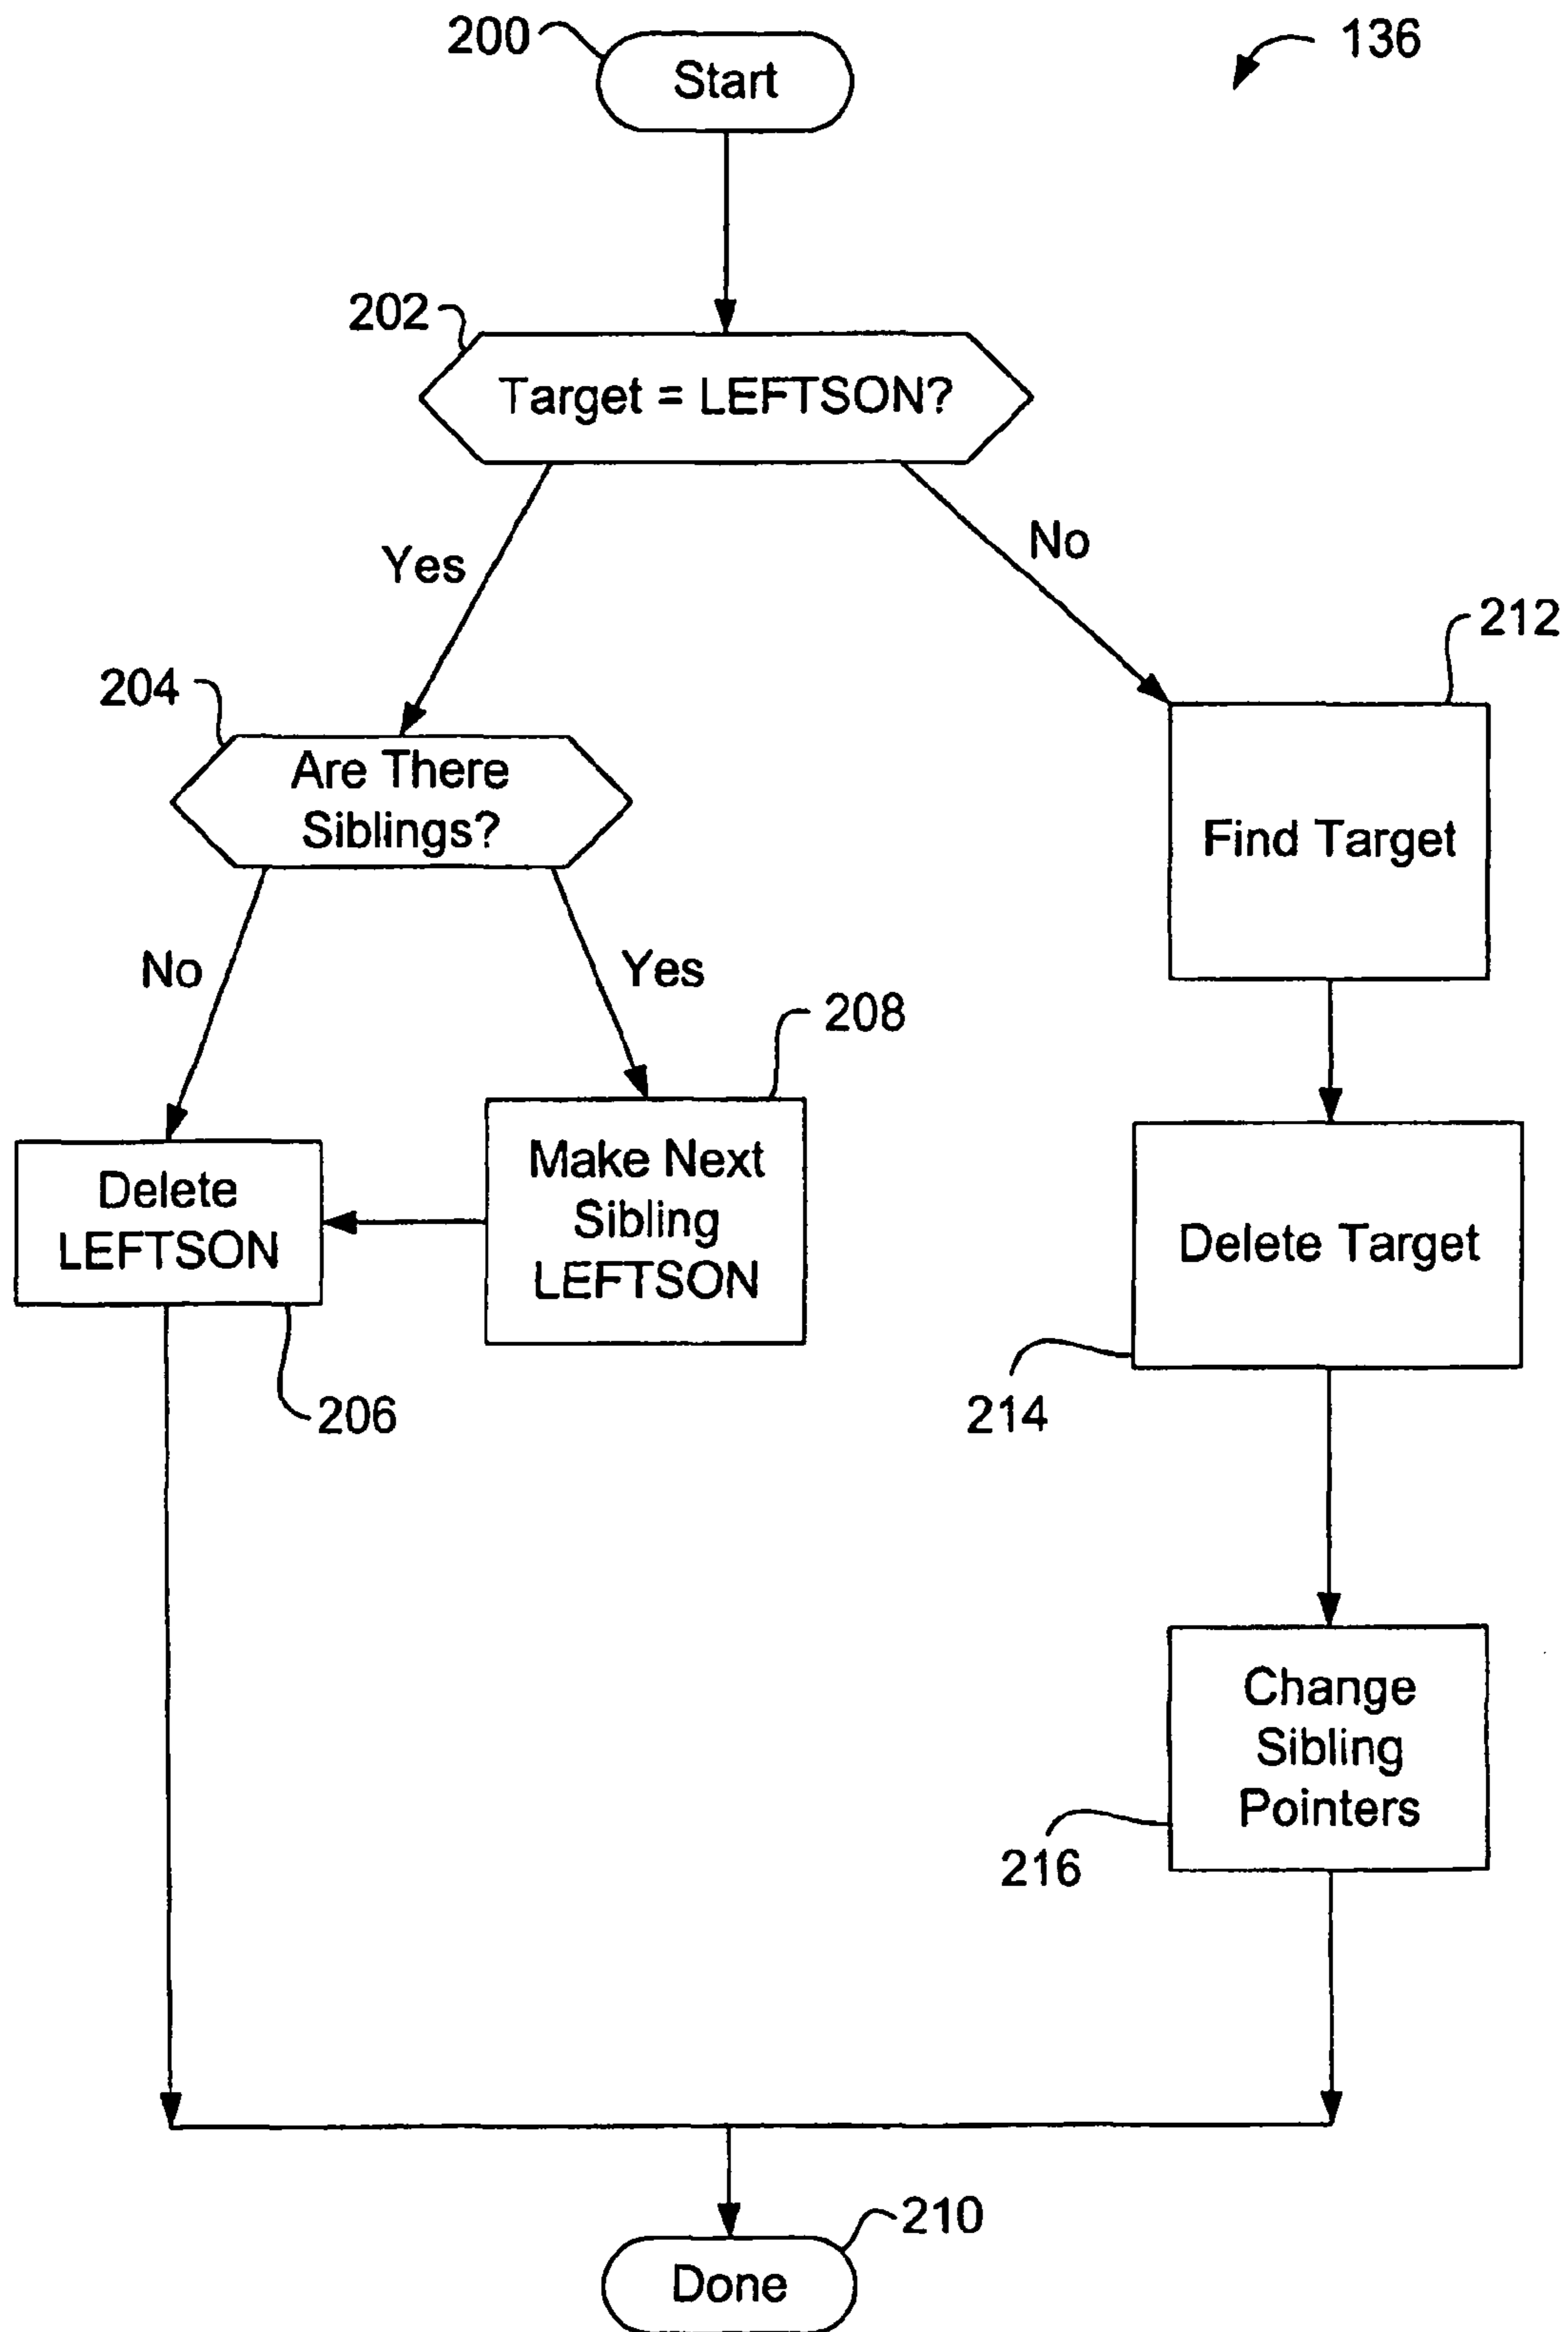 200
Start
136
202
Target = LEFTSON?
Yes
No
212
204
Are There
Siblings?
Find Target
No
Yes
208
Delete
LEFTSON
Make Next
Sibling
LEFTSON
Delete Target
206
214
Change
Sibling
Pointers
216
210
Done